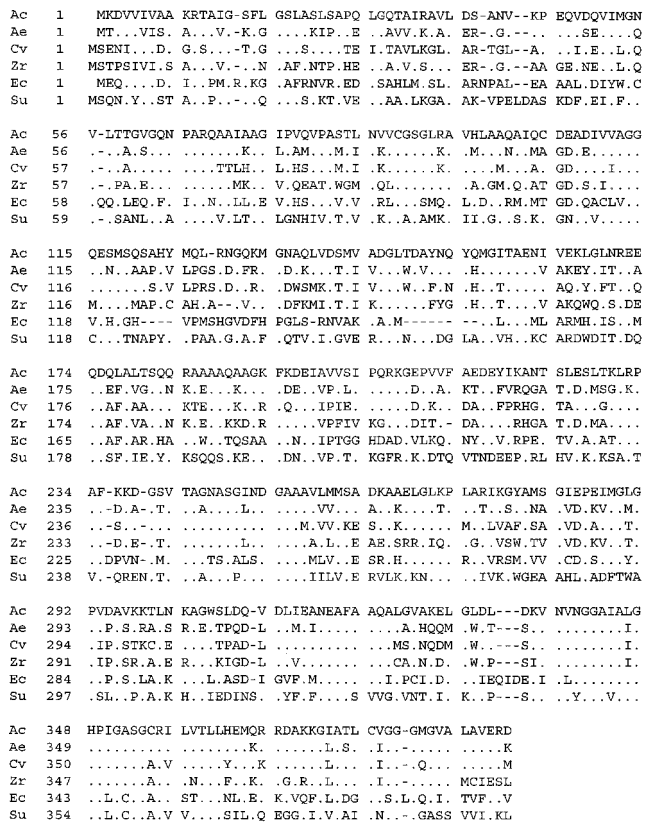 Ac 1 MKDVVIVAA KRTAIG-SFL GSLASLSAPQ LGQTAIRAVL DS-ANV--KP EQVDQVIMGN
Ae 1 MT...VIS. A...V.-K.G ....KIP..E ...AVV.K.A. ER-G...-.. ....SE....Q
Cv 1 MSENI...D. G.S...-T.G ...S....TE I.TAVLKGL. AR-TGL--A. ...I.E..L.Q
Zr 1 MSTPSIVI.S A...V.-..N .AF.NTP.HE ..A.V.S... ER-...-AA GE.NE..L.Q
Ec 1 MEQ....D. I..PM.R.KG .AFRNVR.ED .SAHLM.SL. ARNPAL--EA AAL.DIYW.C
Su 1 MSQN.Y..ST A..P..-..Q ...S.KT.VE ..AA.LKGA. AK-VPELDAS KDF.EI.F..
Ac 56 V-LTTGVGQN PARQAAIAAG IPVQVPASTL NVVCGSGLRA VHLAAQAIQC DEADIVVAGG
Ae 56 .-..A.S... .......K.. L.AM...M.I .K.....K.. .M...N..MA GD.E......
Cv 57 .-........ ....TTLH.. L.HS...M.I .K.....K.. ...M....A. GD....I...
Zr 57 .-PA.E.... ......MK.. V.QEAT.WGM .QL....... .A.GM.Q.AT GD.S.I....
Ec 58 .QQ.LEQ.F. I..N..LL.E V.HS...V.V RL....SMQ. L.D..RM.MT GD.QACLV..
Su 59 .-SANL..A. ....V.LT.. LGNHIV.T.V .K..A.AMK. II.G.S.K. GN..V.....
Ac 115 QESMSQSAHY MQL-RNGQKM GNAQLVDSMV ADGLTDAYNQ YQMGITAENI VEKLGLNREE
Ae 115 ..N..AAP.V LPGS.D.FR. .D.K...T.I V...W.V... .H......V AKEY.IT..A
Cv 116 ......S.V LPRS.D..R. .DWSMK.T.I V...W..F.N .H..T..... AQ.Y.FT..Q
Zr 116 M....MAP.C AH.A--..V. ..DFKMI.T.I K......FYG .H..T....V AKQWQ.S.DE
Ec 118 V.H.GH---- VPMSHGVDFH PGLS-RNVAK .A.M------ ...L...ML ARMH.IS..M
Su 118 C...TNAPY. .PAA.G.A.F .QTV.I.GVER ...N...DG LA..VH..KC ARDWDIT.DQ
Ac 174 QDQLALTSQQ RAAAAQAAGK FKDEIAVVSI PQRKGEPVVF AEDEYIKANT SLESLTKLRP
Ae 175 ..EF.VG..N K.E...K... .DE..VP.L. .....D..A. KT..FVRQGA T.D.MSG.K.
Cv 176 ..AF.AA... KTE...K..R .Q...IPIE. ....D.K.. DA..FPRHG. TA...G....
Zr 174 ..AF.VA..N K.E..KKD.R ....VPFIV KG...DIT.- DA...RHGA T.D.MA....
Ec 165 ..AF.AR.HA ..W..TQSAA ..N.IPTGG HDAD.VLKQ. NY..V.RPE. TV.A.AT...
Su 178 ..SF.IE.Y. KSQQS.KE.. .DN..VP.T. KGFR.K.DTQ VTNDEEP.RL HV.K.KSA.T
Ac 234 AF-KKD-GSV TAGNASGIND GAAAVLMMSA DKAAELGLKP LARIKGYAMS GIEPEIMGLG
Ae 235 ..-D.A-.T. ....A....L. .....VV... A..K....T. .T..T..S..N A..VD.KV..M.
Cv 236 ..-S..-... .......... .....M.VV.KE S..K...... M..LVAF.SA .VD.A...T.
Zr 233 ..-D.E-.T. .......... .....A.L..E AE.SRR.IQ. .G..VSW.TV .VD.KV..T.
Ec 225 ..DPVN-.M. ....TS.ALS. .....MLV..E SR.H...... ...VRSM.VV .CD.S...Y.
Su 238 V.-QREN.T. ...A....P... ....IILV.E RVLK.KN... ...IVK.WGEA AHL.ADFTWA
Ac 292 PVDAVKKTLN KAGWSLDQ-V DLIEANEAFA AQALGVAKEL GLDL---DKV NVNGGAIALG
Ae 293 ..P.S.RA.S R.E.TPQD-L ..M.I..... ....A.HQQM .W.T---S.. ........I.
Cv 294 .IP.STKC.E ....TPAD-L .......... ...MS.NQDM .W.---.... ........I.
Zr 291 .IP.SR.A.E R...KIGD-L ..V....... ....CA.N.D. .W.P---SI. ........I.
Ec 284 ..P.S.LA.K ...L.ASD-I GVF.M..... ...I.PCI.D. ...IEQIDE.I .L........
Su 297 .SL..P.A.K H..IEDINS. .YF.F....S VVG.VNT.I. K..P---S.. .Y...V....
Ac 348 HPIGASGCRI LVTLLHEMQR RDAKKGIATL CVGG-GMGVA LAVERD
Ae 349 .......... .......K.. .....L.S. .I..-..... .....K
Cv 350 .......A.V .....Y...K ......L... .I..-.Q... .....M
Zr 347 .......A.. ..N...F..K .G.R..L... .I..-..... MCIESL
Ec 343 ..L.C..A.. ST...NL.E. K.VQF.L.DG ..S.L.Q.I. TVF..V
Su 354 ..L.C..A.V V....SIL.Q EGG.I.V.AI N...-GASS VVI.KL